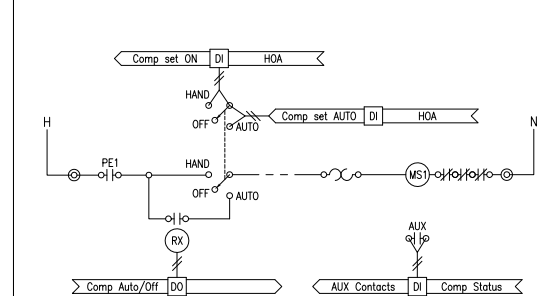 Comp set ON DI HOA
HAND
OFF
AUTO
Comp set AUTO DI HOA
H
N
PE1
HAND
OFF
AUTO
MS1
RX
AUX
Comp Auto/Off DO
AUX Contacts DI Comp Status